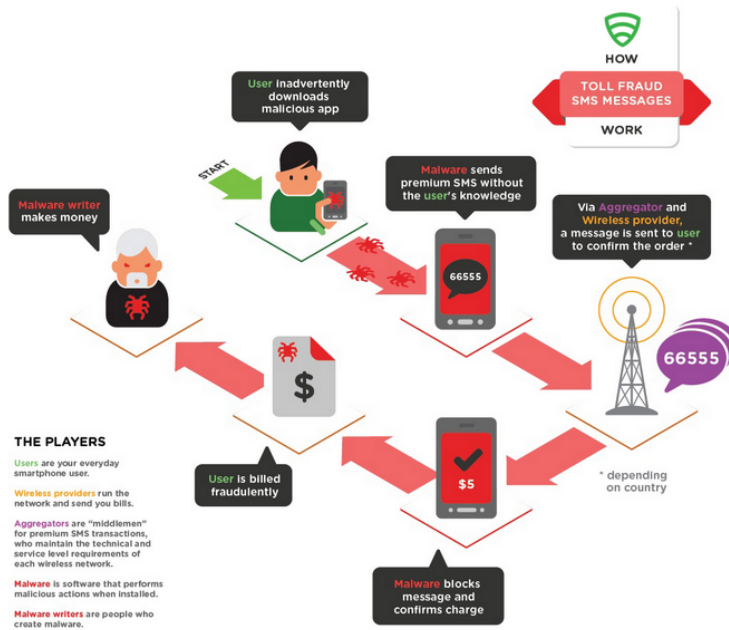 HOW
TOLL FRAUD
SMS MESSAGES
WORK
START
User inadvertently
downloads
malicious app
Malware sends
premium SMS without
the user's knowledge
66555
Via Aggregator and
Wireless provider,
a message is sent to user
to confirm the order *
66555
* depending
on country
$5
Malware blocks
message and
confirms charge
$
User is billed
fraudulently
Malware writer
makes money
THE PLAYERS
Users are your everyday
smartphone user.
Wireless providers run the
network and send you bills.
Aggregators are “middlemen”
for premium SMS transactions,
who maintain the technical and
service level requirements of
each wireless network.
Malware is software that performs
malicious actions when installed.
Malware writers are people who
create malware.